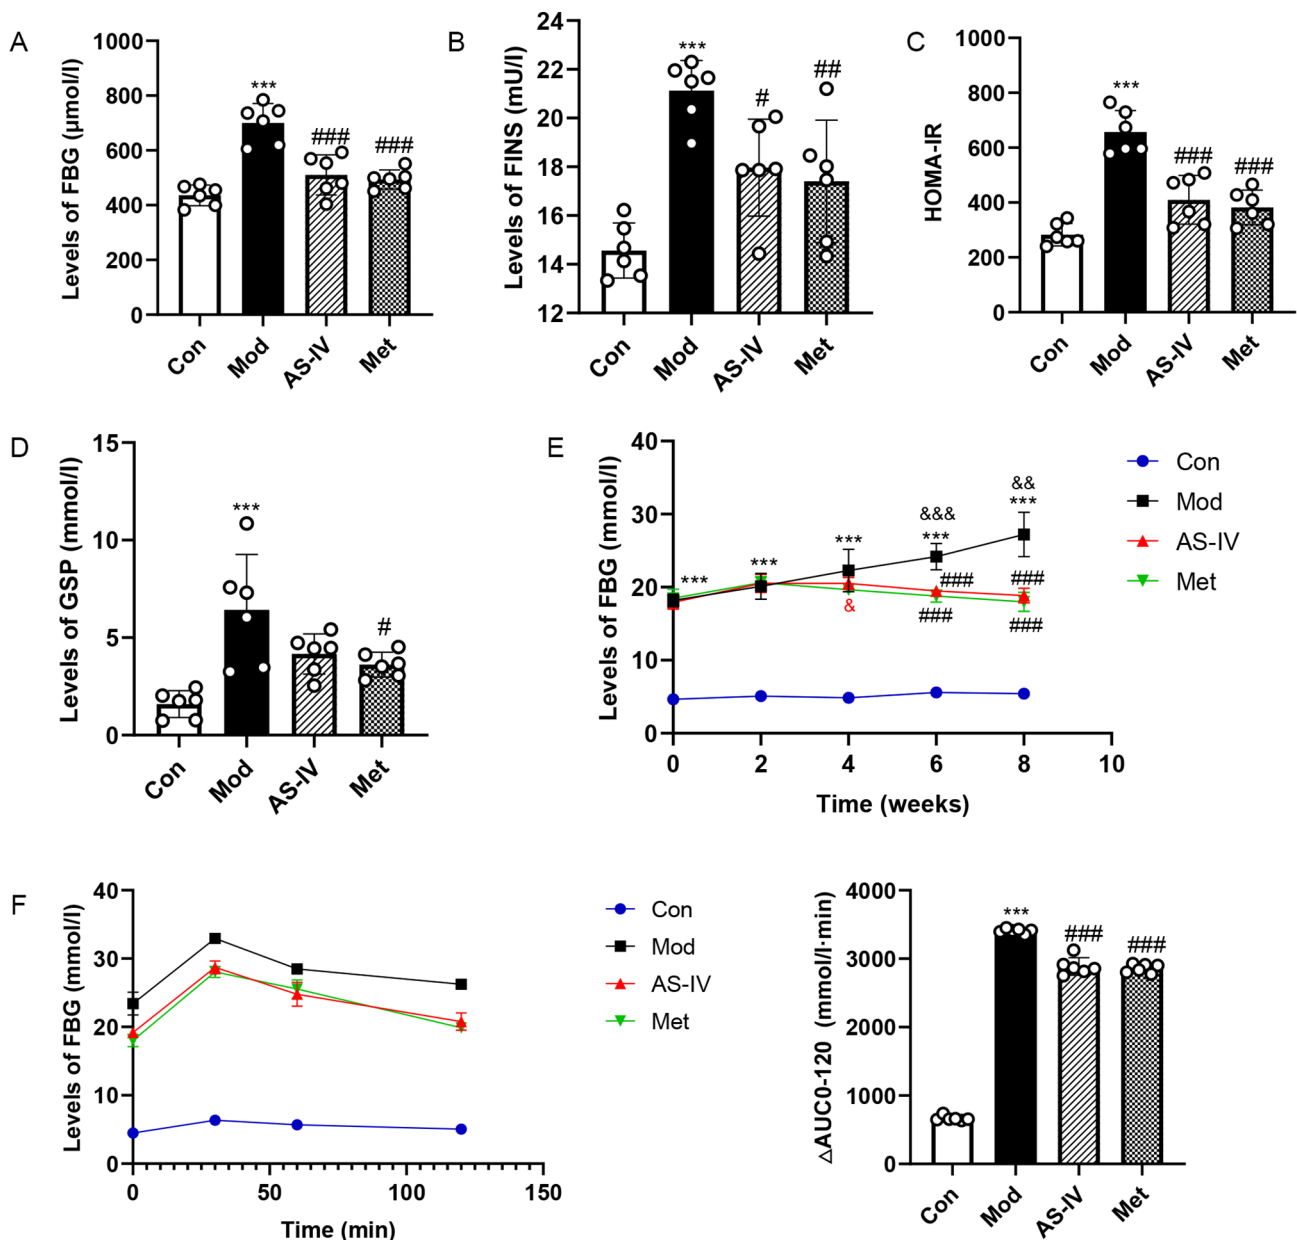 A
Levels of FBG (μmol/l)
1000
800
600
400
200
0
***
###
###
Con
Mod
AS-IV
Met
B
Levels of FINS (mU/l)
24
22
20
18
16
14
12
***
#
##
Con
Mod
AS-IV
Met
C
HOMA-IR
1000
800
600
400
200
0
***
###
###
Con
Mod
AS-IV
Met
D
Levels of GSP (mmol/l)
15
10
5
0
***
#
Con
Mod
AS-IV
Met
E
Levels of FBG (mmol/l)
40
30
20
10
0
***
***
***
&
&&&
***
###
###
&&
***
###
###
0 2 4 6 8 10
Time (weeks)
Con
Mod
AS-IV
Met
F
Levels of FBG (mmol/l)
40
30
20
10
0
0 50 100 150
Time (min)
Con
Mod
AS-IV
Met
△AUC0-120 (mmol/l·min)
4000
3000
2000
1000
0
***
###
###
Con
Mod
AS-IV
Met